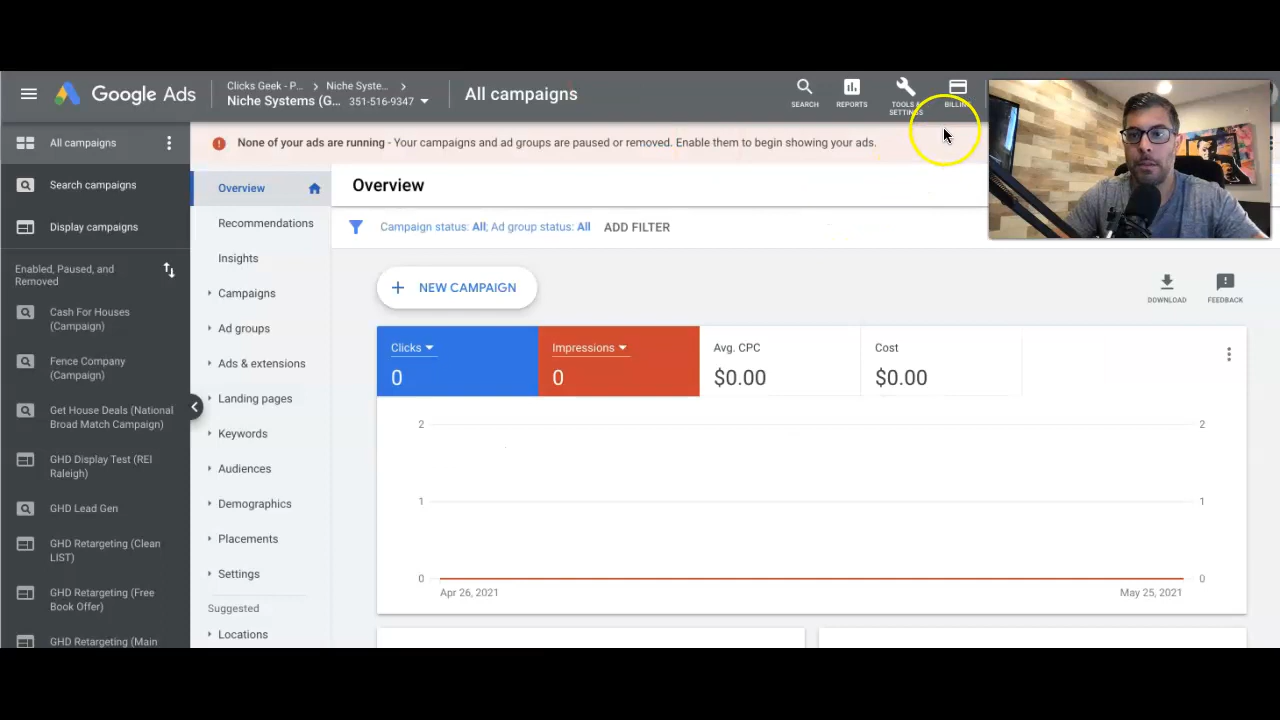 Google Ads
Clicks Geek - P... > Niche Syste... >
Niche Systems (G... 351-516-9347
All campaigns
SEARCH
REPORTS
TOOLS &
SETTINGS
BILLING
All campaigns
Search campaigns
Display campaigns
Enabled, Paused, and
Removed
Cash For Houses
(Campaign)
Fence Company
(Campaign)
Get House Deals (National
Broad Match Campaign)
GHD Display Test (REI
Raleigh)
GHD Lead Gen
GHD Retargeting (Clean
LIST)
GHD Retargeting (Free
Book Offer)
GHD Retargeting (Main
None of your ads are running - Your campaigns and ad groups are paused or removed. Enable them to begin showing your ads.
Overview
Recommendations
Insights
Campaigns
Ad groups
Ads & extensions
Landing pages
Keywords
Audiences
Demographics
Placements
Settings
Suggested
Locations
Overview
Campaign status: All; Ad group status: All ADD FILTER
+ NEW CAMPAIGN
DOWNLOAD
FEEDBACK
Clicks
0
Impressions
0
Avg. CPC
$0.00
Cost
$0.00
2 2
1 1
0 0
Apr 26, 2021 May 25, 2021